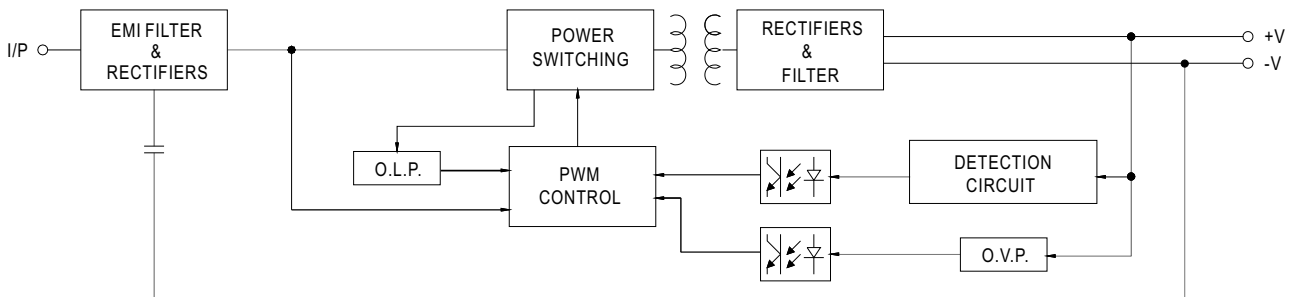 I/P
EMI FILTER
&
RECTIFIERS
POWER
SWITCHING
RECTIFIERS
&
FILTER
+V
-V
O.L.P.
PWM
CONTROL
DETECTION
CIRCUIT
O.V.P.